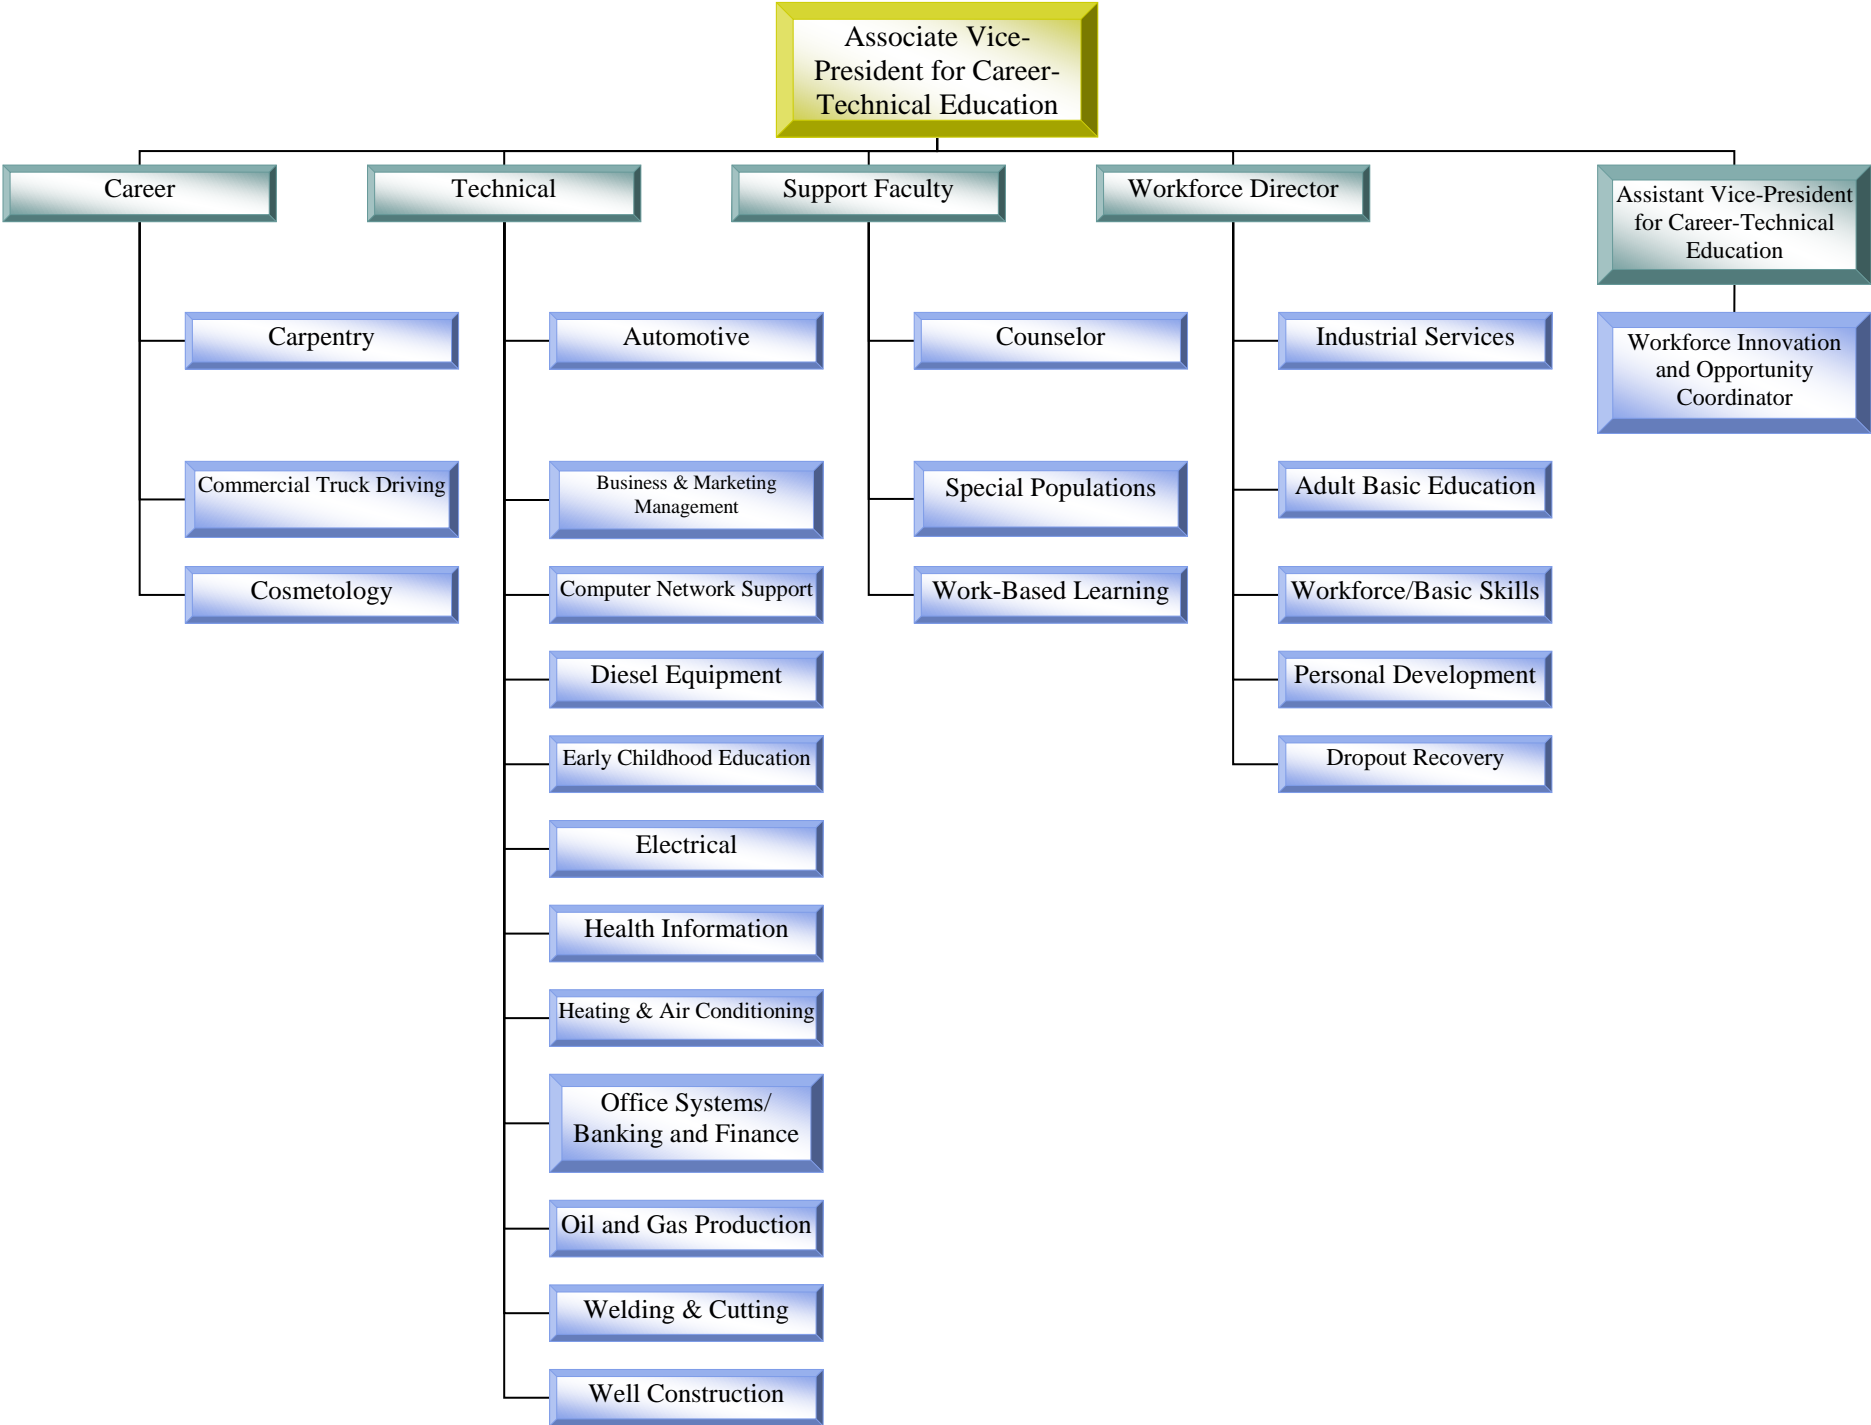 Associate Vice-
President for Career-
Technical Education
Career
Technical
Support Faculty
Workforce Director
Assistant Vice-President
for Career-Technical
Education
Carpentry
Commercial Truck Driving
Cosmetology
Automotive
Business & Marketing
Management
Computer Network Support
Diesel Equipment
Early Childhood Education
Electrical
Health Information
Heating & Air Conditioning
Office Systems/
Banking and Finance
Oil and Gas Production
Welding & Cutting
Well Construction
Counselor
Special Populations
Work-Based Learning
Industrial Services
Adult Basic Education
Workforce/Basic Skills
Personal Development
Dropout Recovery
Workforce Innovation
and Opportunity
Coordinator